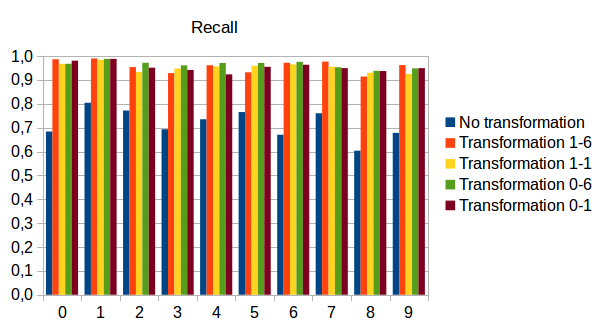 Recall
1,0
0,9
0,8
0,7
0,6
0,5
0,4
0,3
0,2
0,1
0,0
0 1 2 3 4 5 6 7 8 9
No transformation
Transformation 1-6
Transformation 1-1
Transformation 0-6
Transformation 0-1